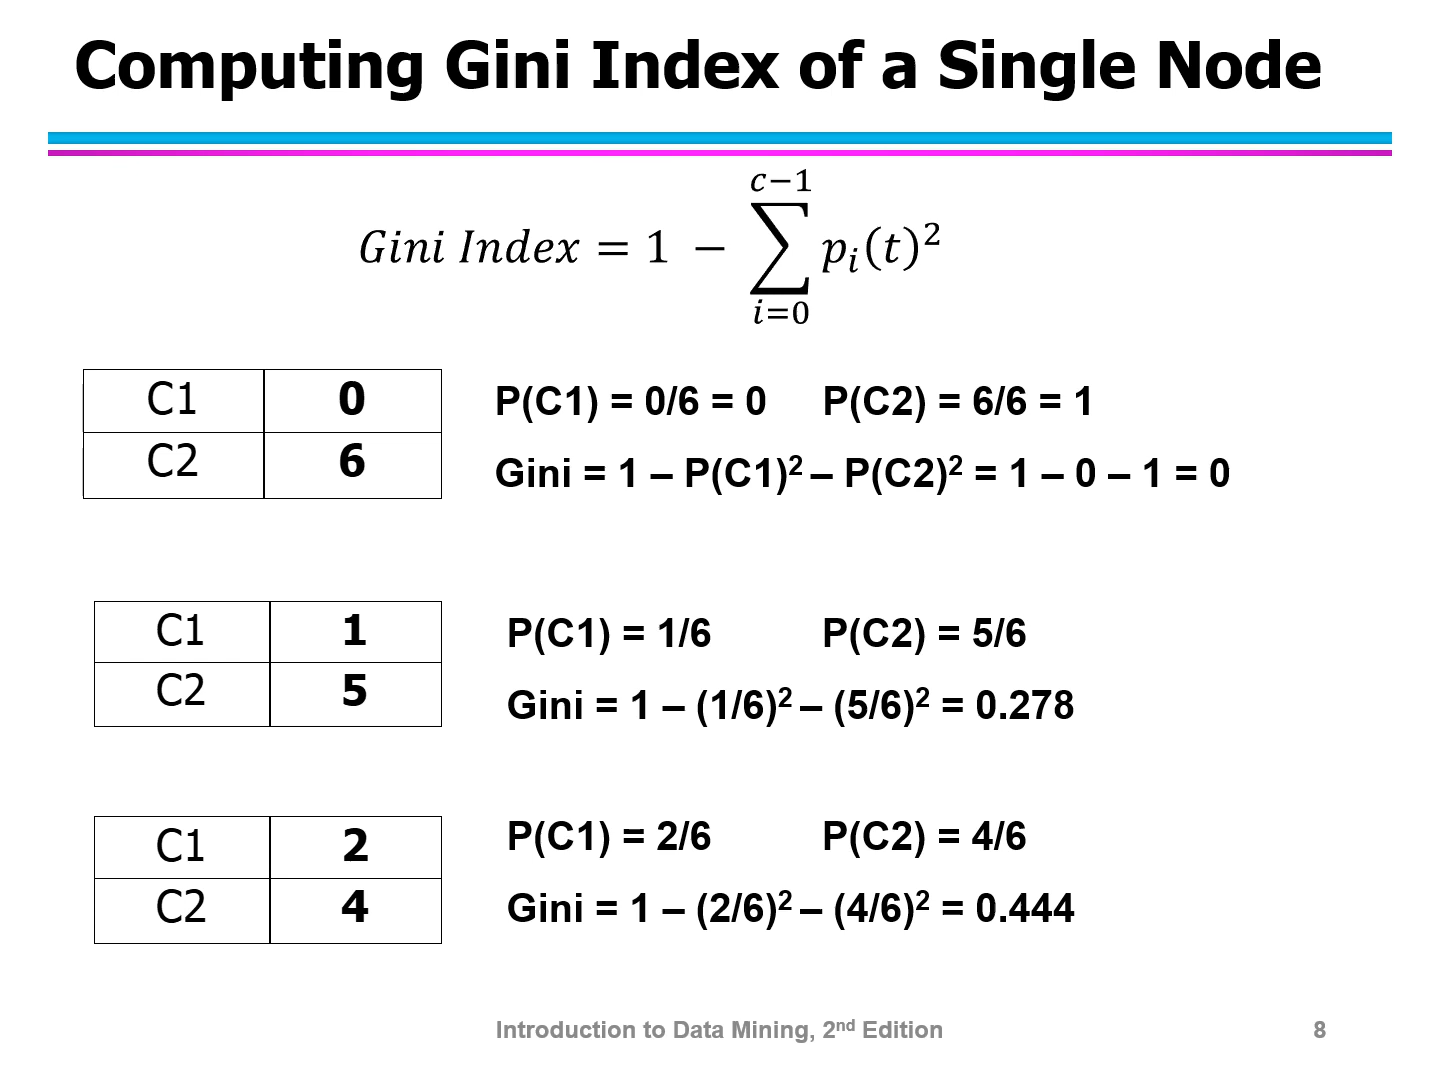 Computing Gini Index of a Single Node
Gini Index = 1 − ∑_{i=0}^{c−1} p_i(t)²
C1 0
C2 6
P(C1) = 0/6 = 0 P(C2) = 6/6 = 1
Gini = 1 – P(C1)² – P(C2)² = 1 – 0 – 1 = 0
C1 1
C2 5
P(C1) = 1/6 P(C2) = 5/6
Gini = 1 – (1/6)² – (5/6)² = 0.278
C1 2
C2 4
P(C1) = 2/6 P(C2) = 4/6
Gini = 1 – (2/6)² – (4/6)² = 0.444
Introduction to Data Mining, 2nd Edition 8